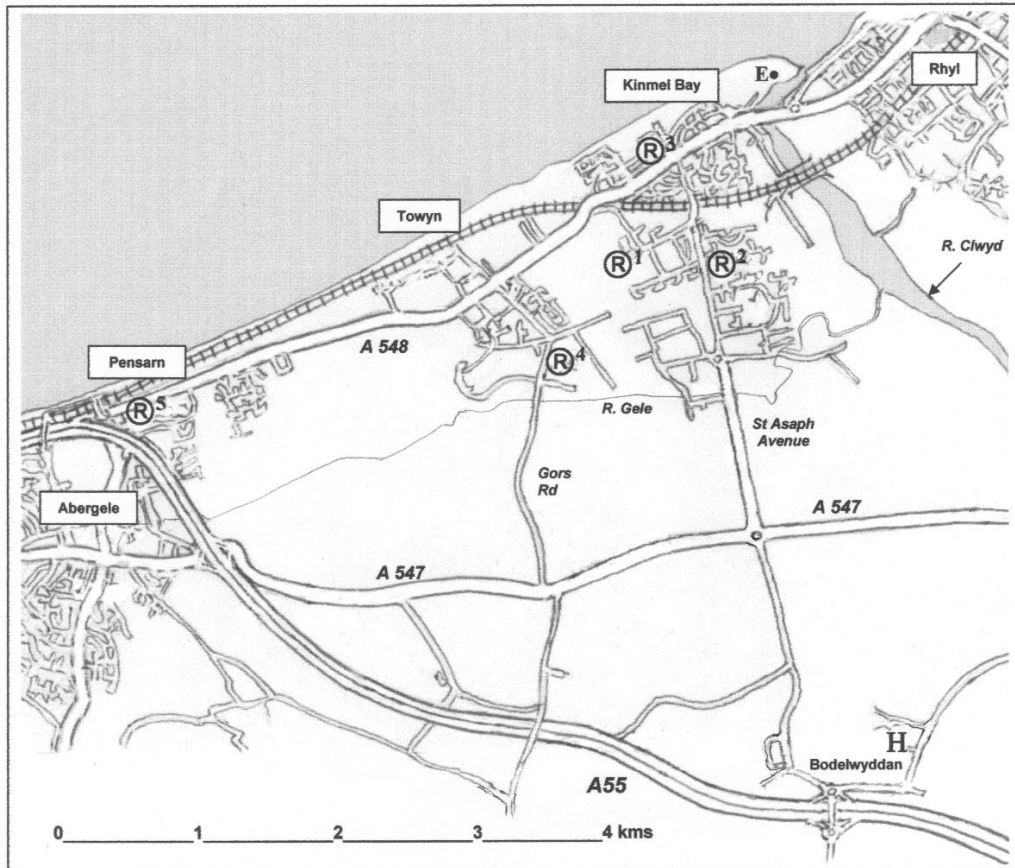 Kinmel Bay
E
Rhyl
R 3
Towyn
R 1
R 2
R. Clwyd
A 548
Pensarn
R 4
R 5
R. Gele
St Asaph
Avenue
Gors
Rd
Abergele
A 547
A 547
H
Bodelwyddan
A55
0 1 2 3 4 kms